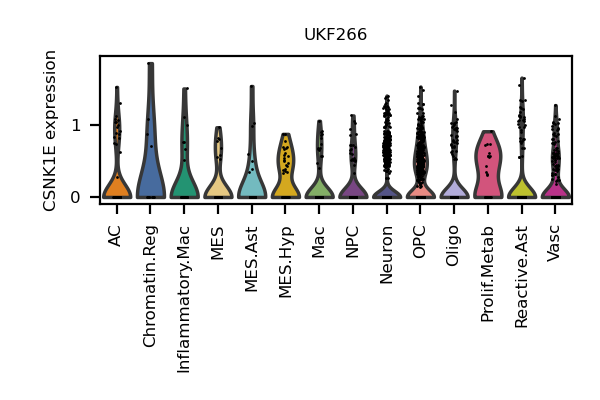 UKF266
CSNK1E expression
1
0
AC
Chromatin.Reg
Inflammatory.Mac
MES
MES.Ast
MES.Hyp
Mac
NPC
Neuron
OPC
Oligo
Prolif.Metab
Reactive.Ast
Vasc